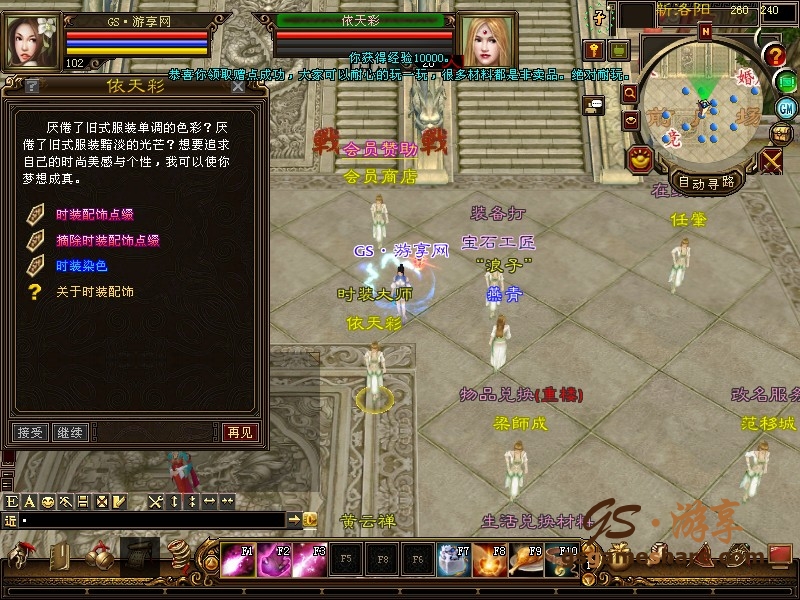 GS·游享网
102
依天彩
你获得经验10000。
恭喜你领取赠点成功，大家可以耐心的玩一玩，很多材料都是非卖品。绝对耐玩。
新洛阳 260 240
N
婚
竞
场
GM
自动寻路
依天彩
厌倦了旧式服装单调的色彩？厌
倦了旧式服装黯淡的光芒？想要追求
自己的时尚美感与个性，我可以使你
梦想成真。
时装配饰点缀
摘除时装配饰点缀
时装染色
关于时装配饰
接受
继续
再见
戰
戰
会员赞助
会员商店
装备打
任肇
GS·游享网
宝石工匠
“浪子”
燕青
时装大师
依天彩
物品兑换(重楼)
梁師成
改名服务
范移城
黄云禅
生活兑换材料
GS·游享
E A
近
F1 F2 F3 F5 F8 F6 F7 F8 F9 F10